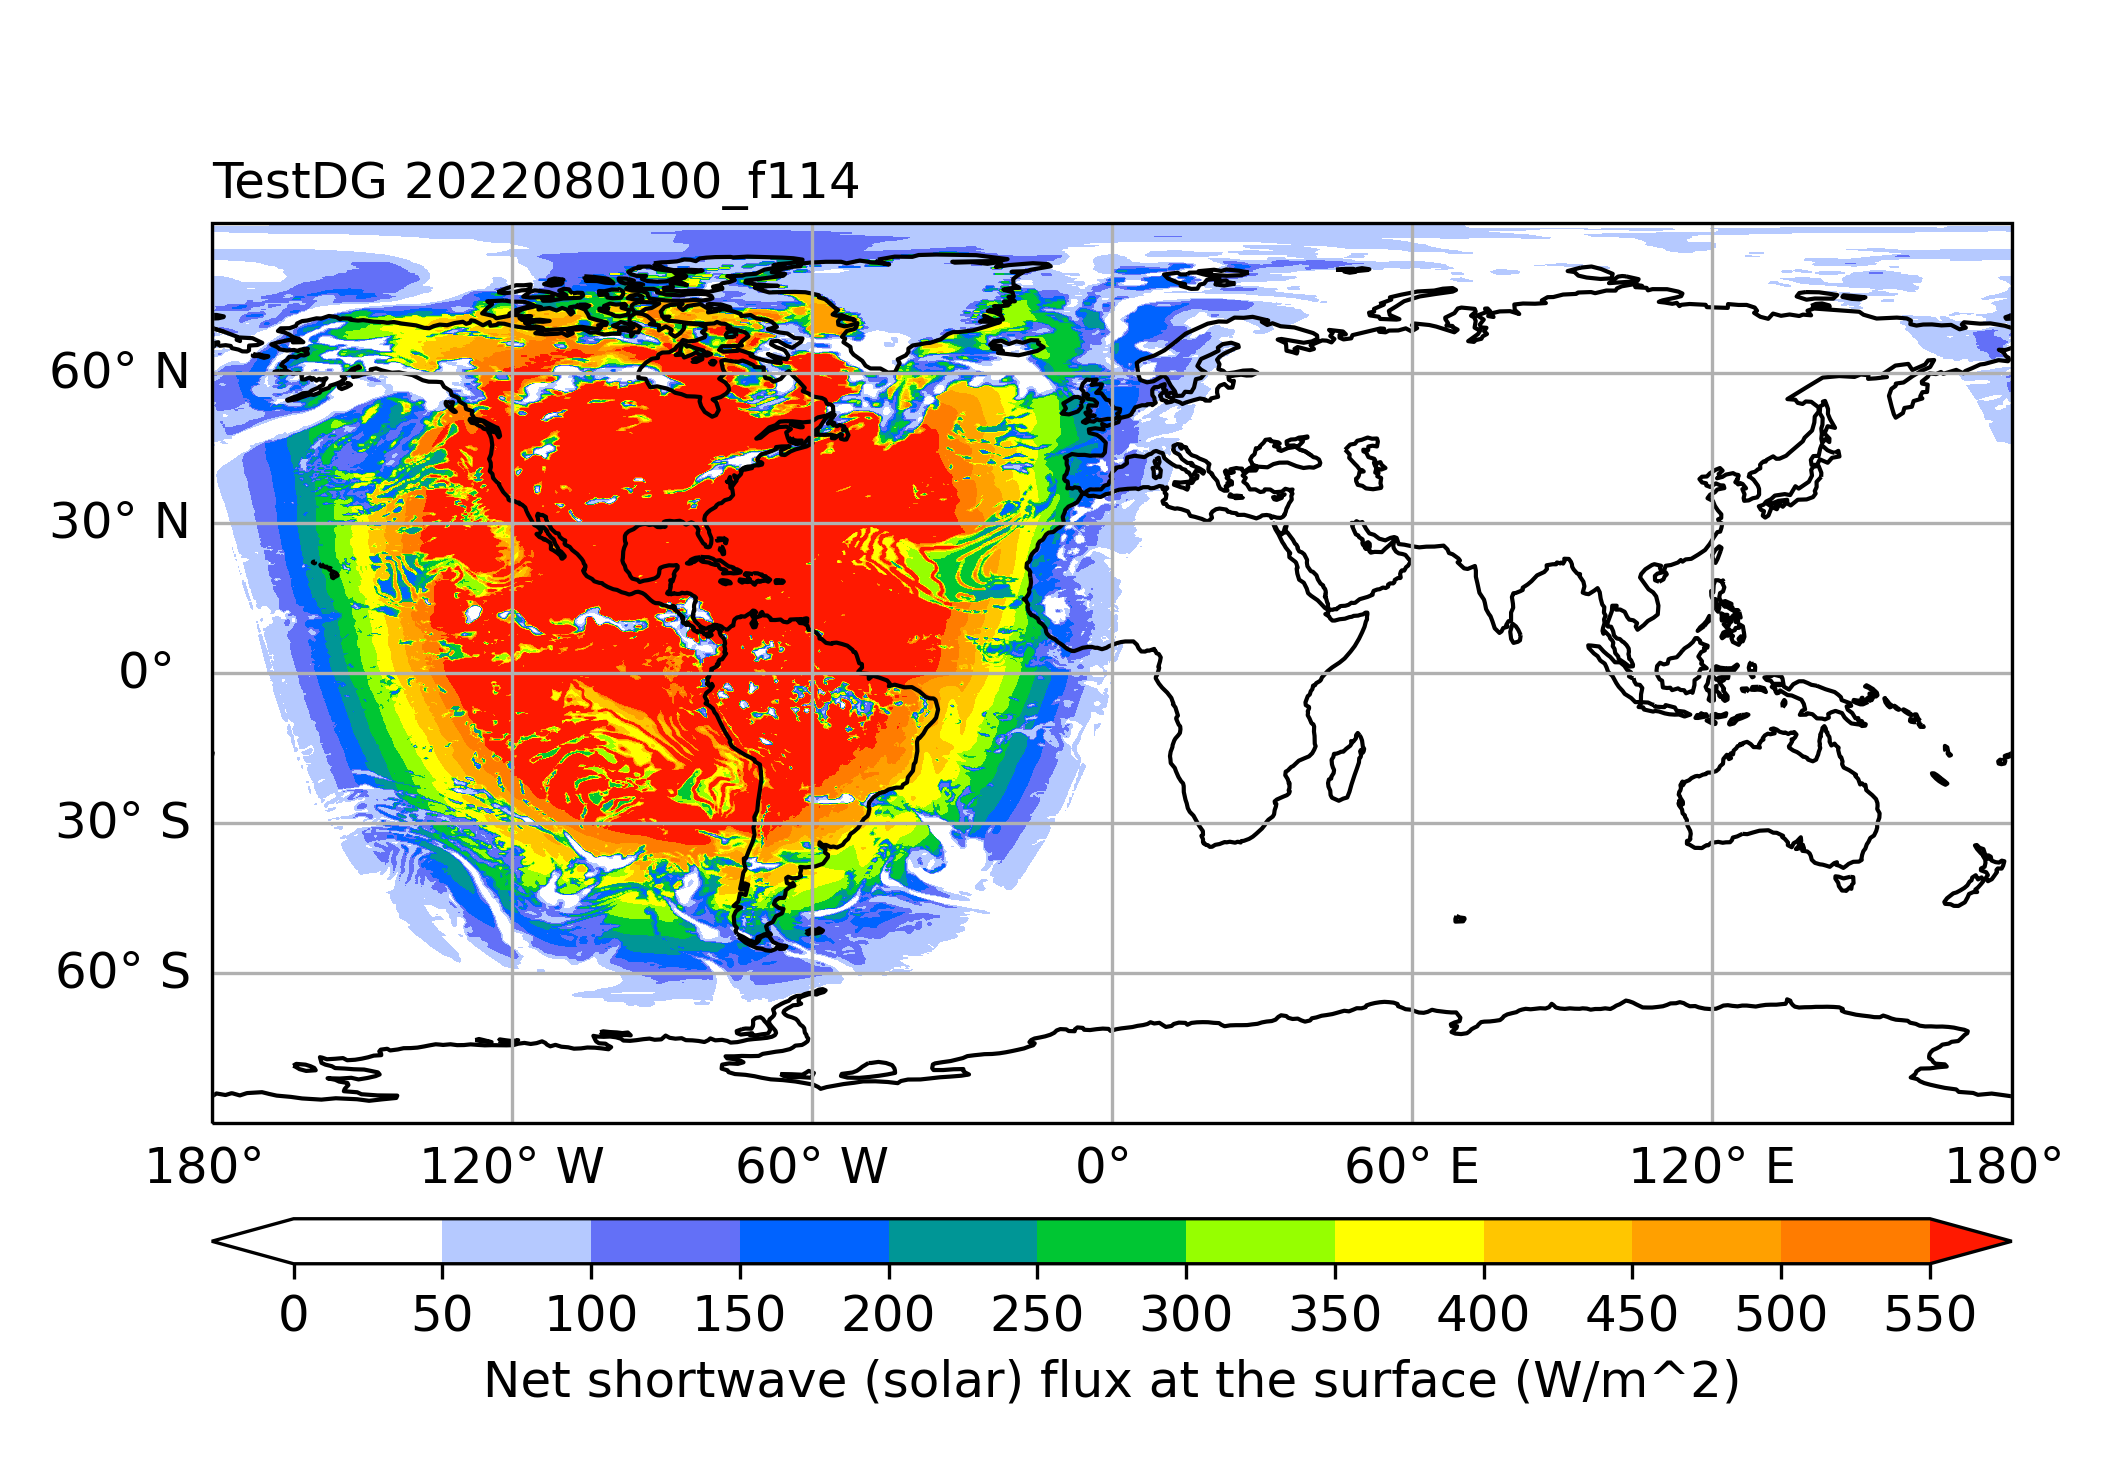 TestDG 2022080100_f114
60° N
30° N
0°
30° S
60° S
180° 120° W 60° W 0° 60° E 120° E 180°
0 50 100 150 200 250 300 350 400 450 500 550
Net shortwave (solar) flux at the surface (W/m^2)